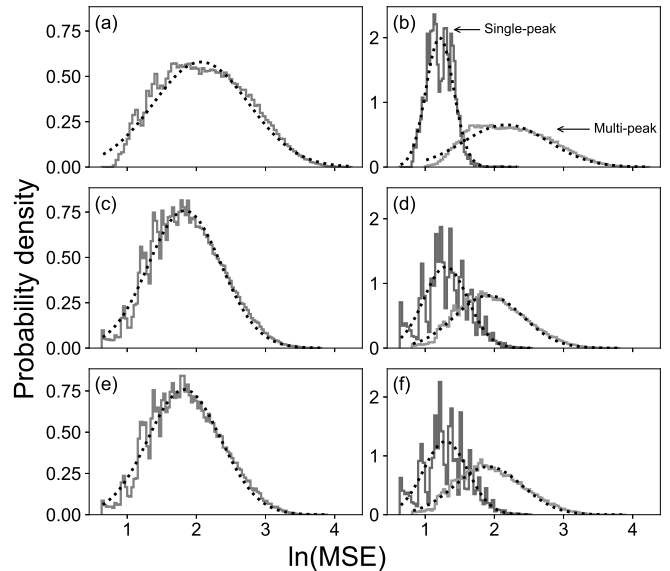 (a)
0.75
0.50
0.25
0.00
(b)
Single-peak
Multi-peak
2
1
0
(c)
0.75
0.50
0.25
0.00
(d)
2
1
0
(e)
0.75
0.50
0.25
0.00
1 2 3 4
(f)
2
1
0
1 2 3 4
Probability density
ln(MSE)